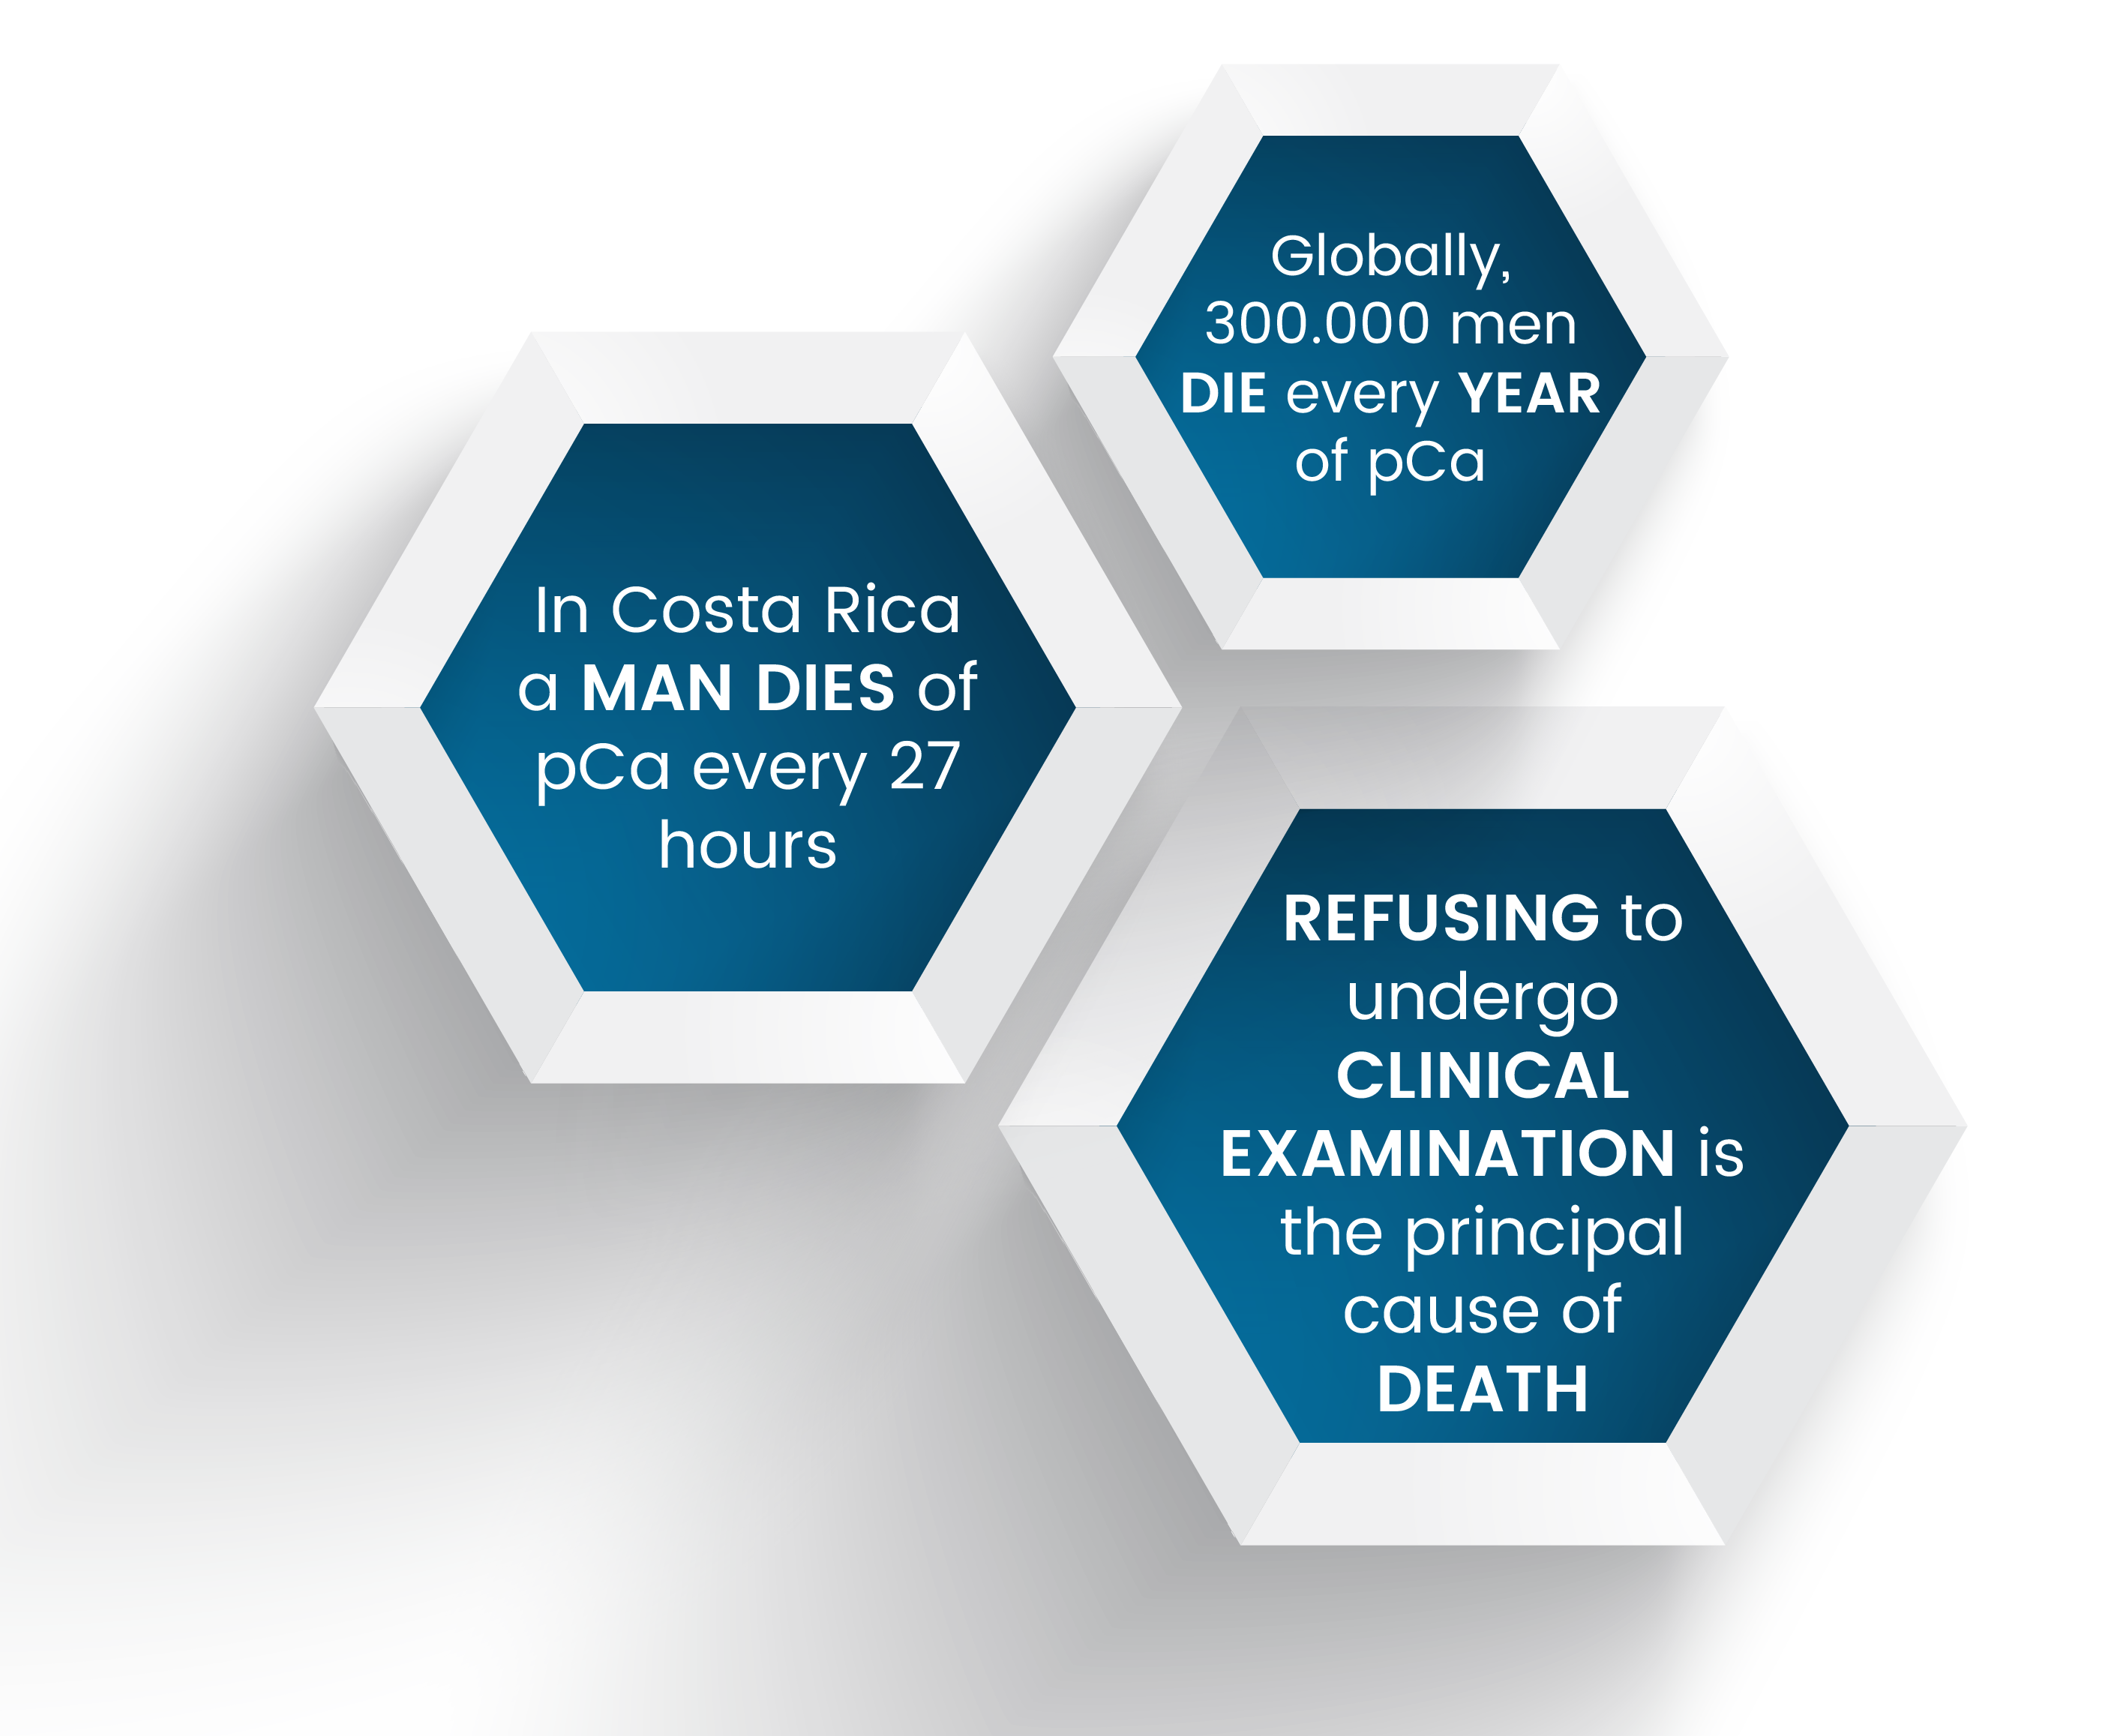 Globally,
300.000 men
DIE every YEAR
of pCa
In Costa Rica
a MAN DIES of
pCa every 27
hours
REFUSING to
undergo
CLINICAL
EXAMINATION is
the principal
cause of
DEATH